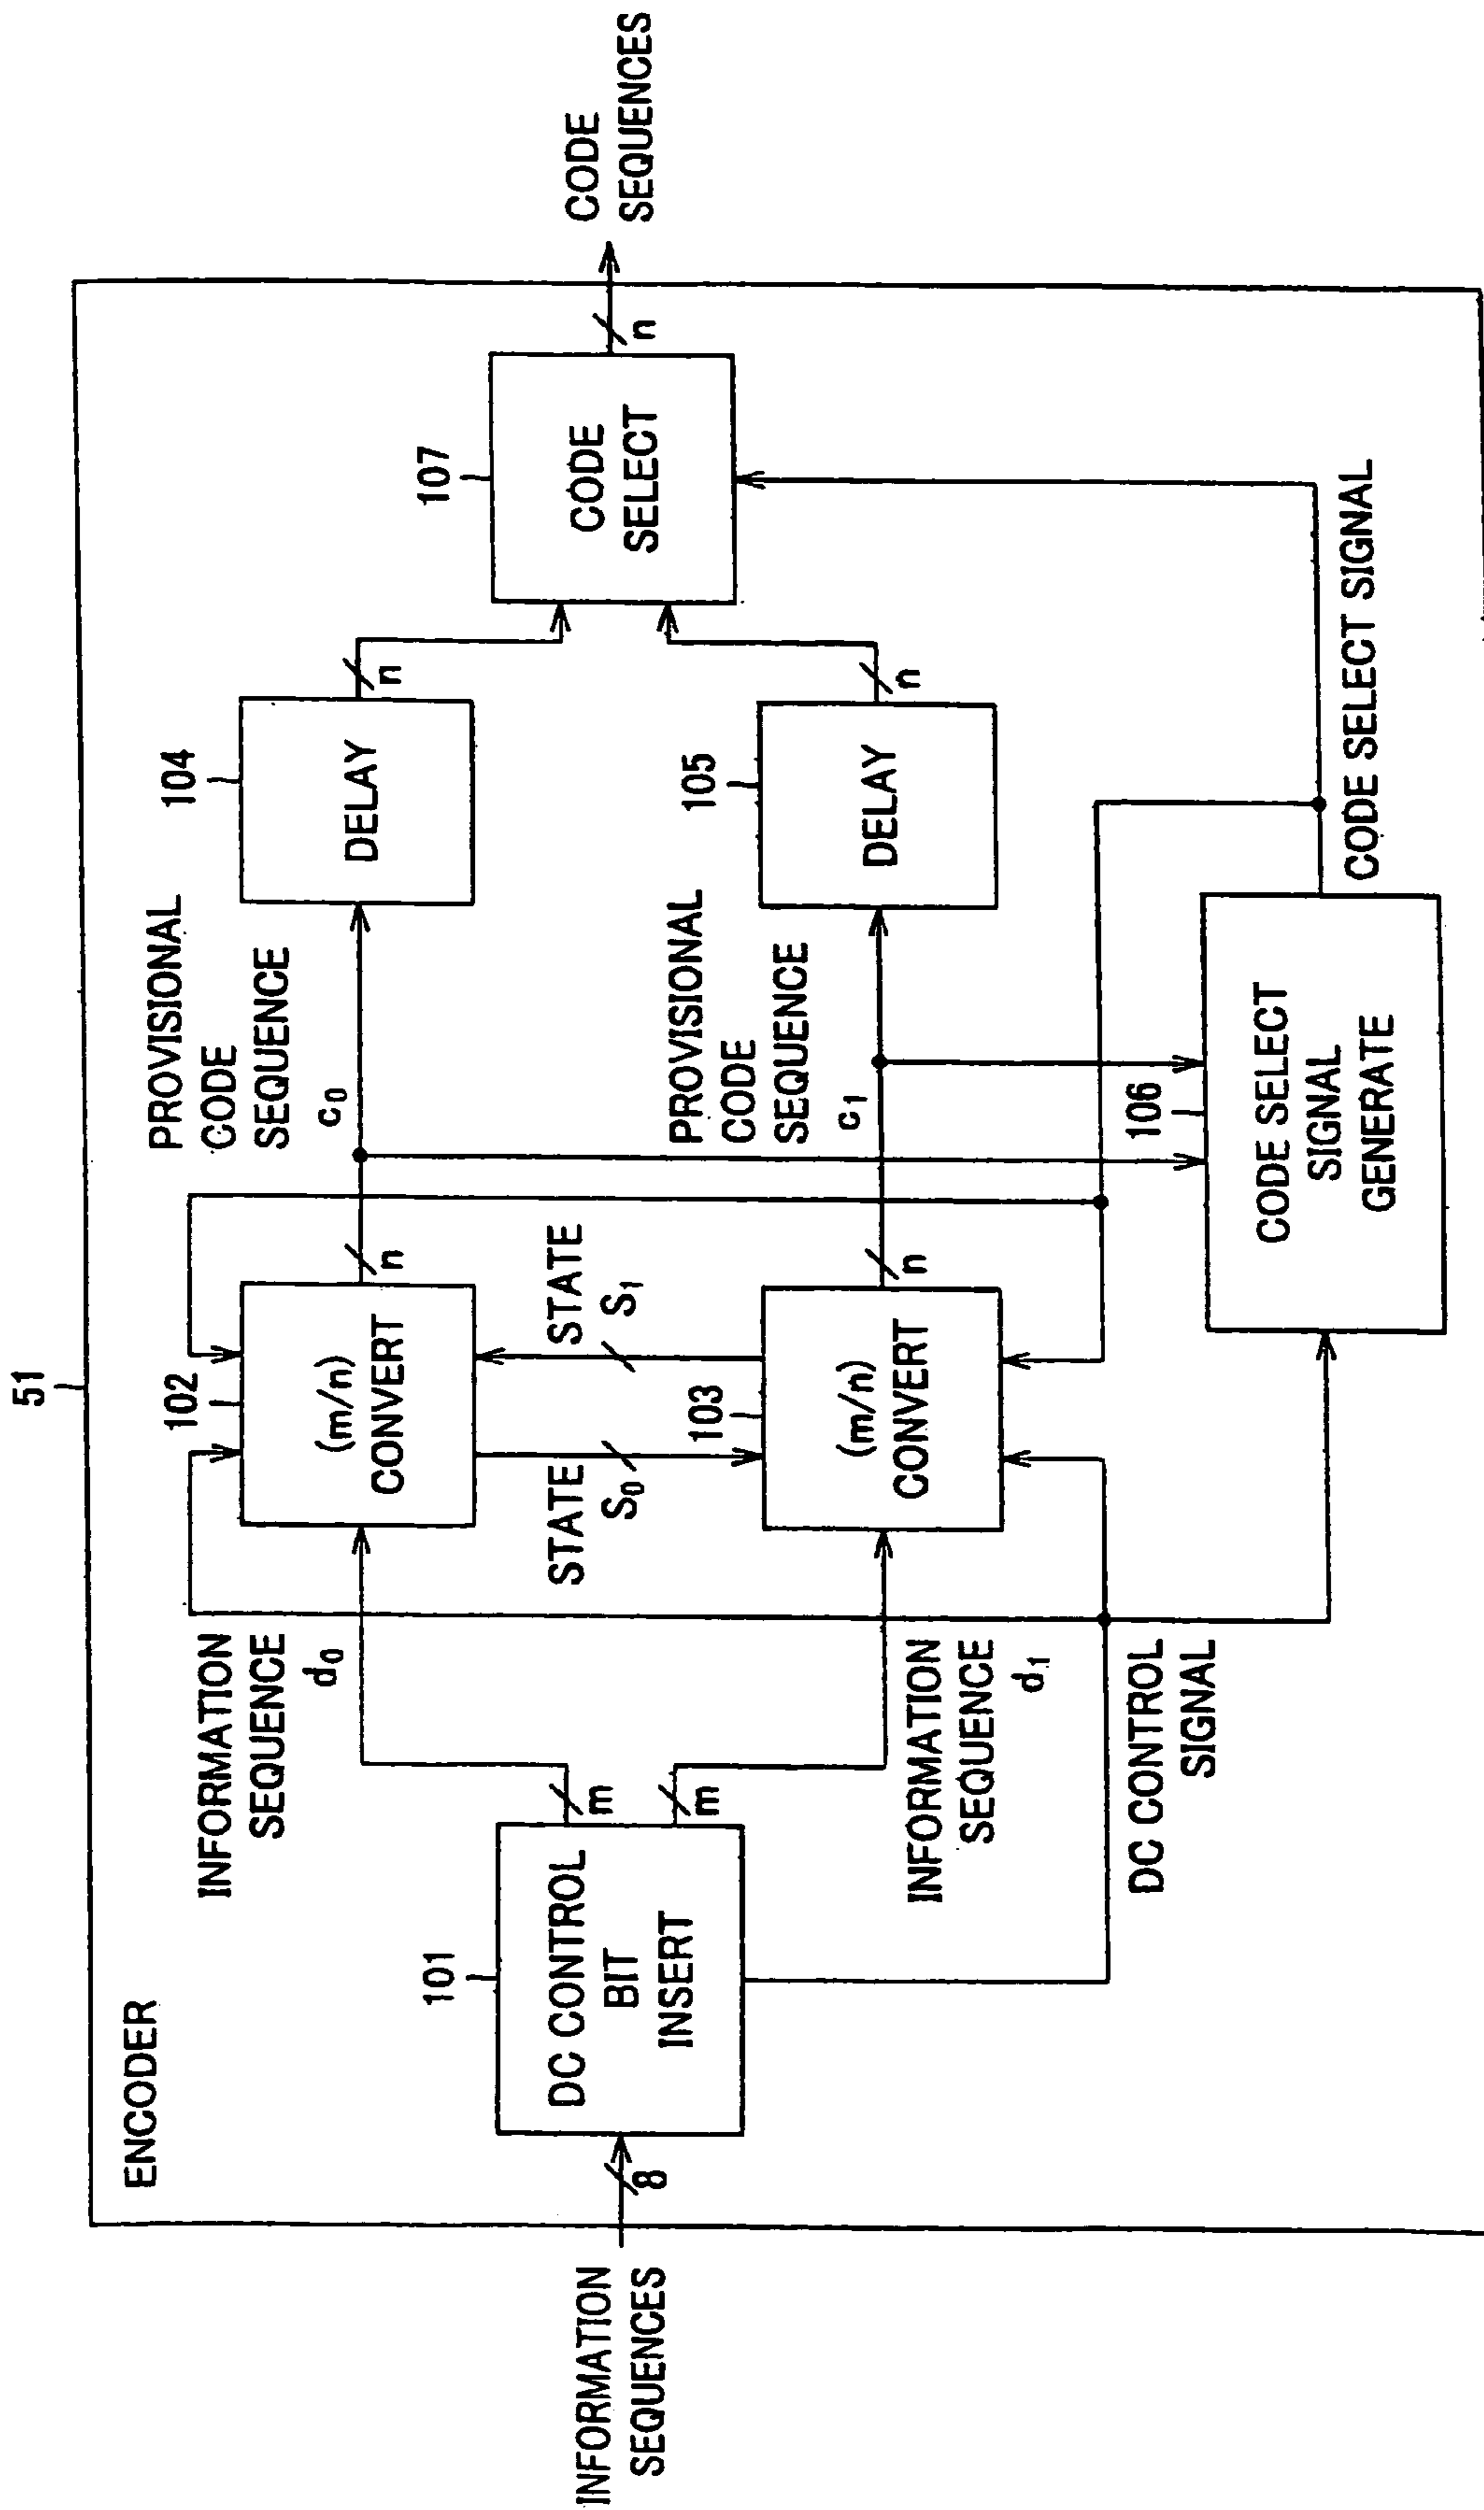 51
ENCODER
INFORMATION
SEQUENCES
8
101
DC CONTROL
BIT
INSERT
m
m
INFORMATION
SEQUENCE
d0
INFORMATION
SEQUENCE
d1
DC CONTROL
SIGNAL
102
(m/n)
CONVERT
STATE
S0
STATE
S1
103
(m/n)
CONVERT
n
n
PROVISIONAL
CODE
SEQUENCE
c0
PROVISIONAL
CODE
SEQUENCE
c1
106
CODE SELECT
SIGNAL
GENERATE
104
DELAY
n
105
DELAY
n
CODE SELECT SIGNAL
107
CODE
SELECT
n
CODE
SEQUENCES